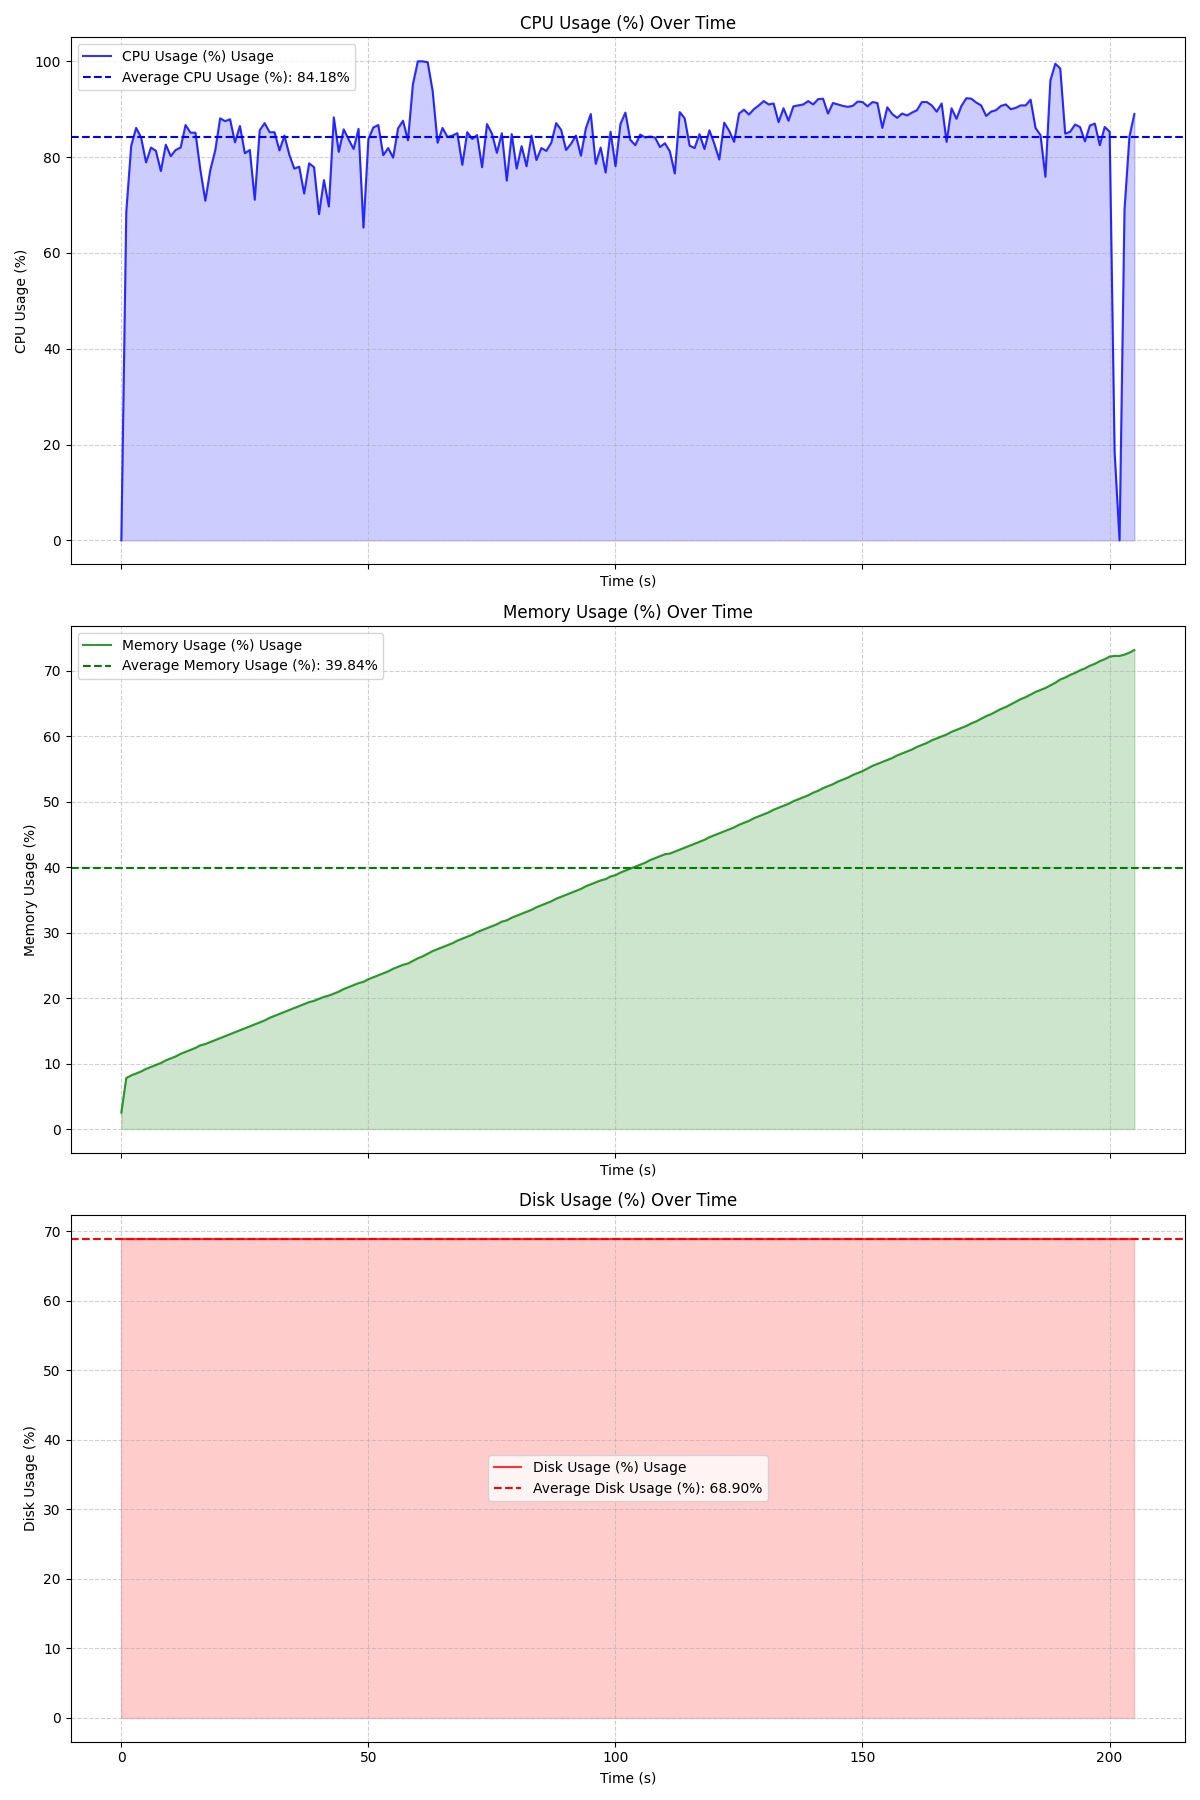 CPU Usage (%) Over Time
CPU Usage (%) Usage
Average CPU Usage (%): 84.18%
100
80
60
40
20
0
CPU Usage (%)
Time (s)
Memory Usage (%) Over Time
Memory Usage (%) Usage
Average Memory Usage (%): 39.84%
70
60
50
40
30
20
10
0
Memory Usage (%)
Time (s)
Disk Usage (%) Over Time
70
60
50
40
30
20
10
0
Disk Usage (%)
Disk Usage (%) Usage
Average Disk Usage (%): 68.90%
0 50 100 150 200
Time (s)